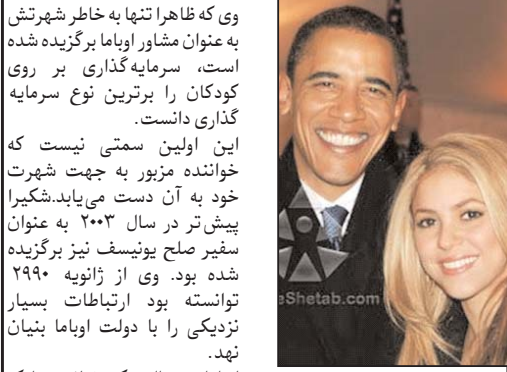 وی که ظاهرا تنها به خاطر شهرتش
به عنوان مشاور اوباما برگزیده شده
است، سرمایه‌گذاری بر روی
کودکان را برترین نوع سرمایه
گذاری دانست.
این اولین سمتی نیست که
خواننده مزبور به جهت شهرت
خود به آن دست می‌یابد.شکیرا
پیش‌تر در سال ۲۰۰۳ به عنوان
سفیر صلح یونیسف نیز برگزیده
شده بود. وی از ژانویه ۲۹۹۰
توانسته بود ارتباطات بسیار
نزدیکی را با دولت اوباما بنیان
نهد.
eShetab.com